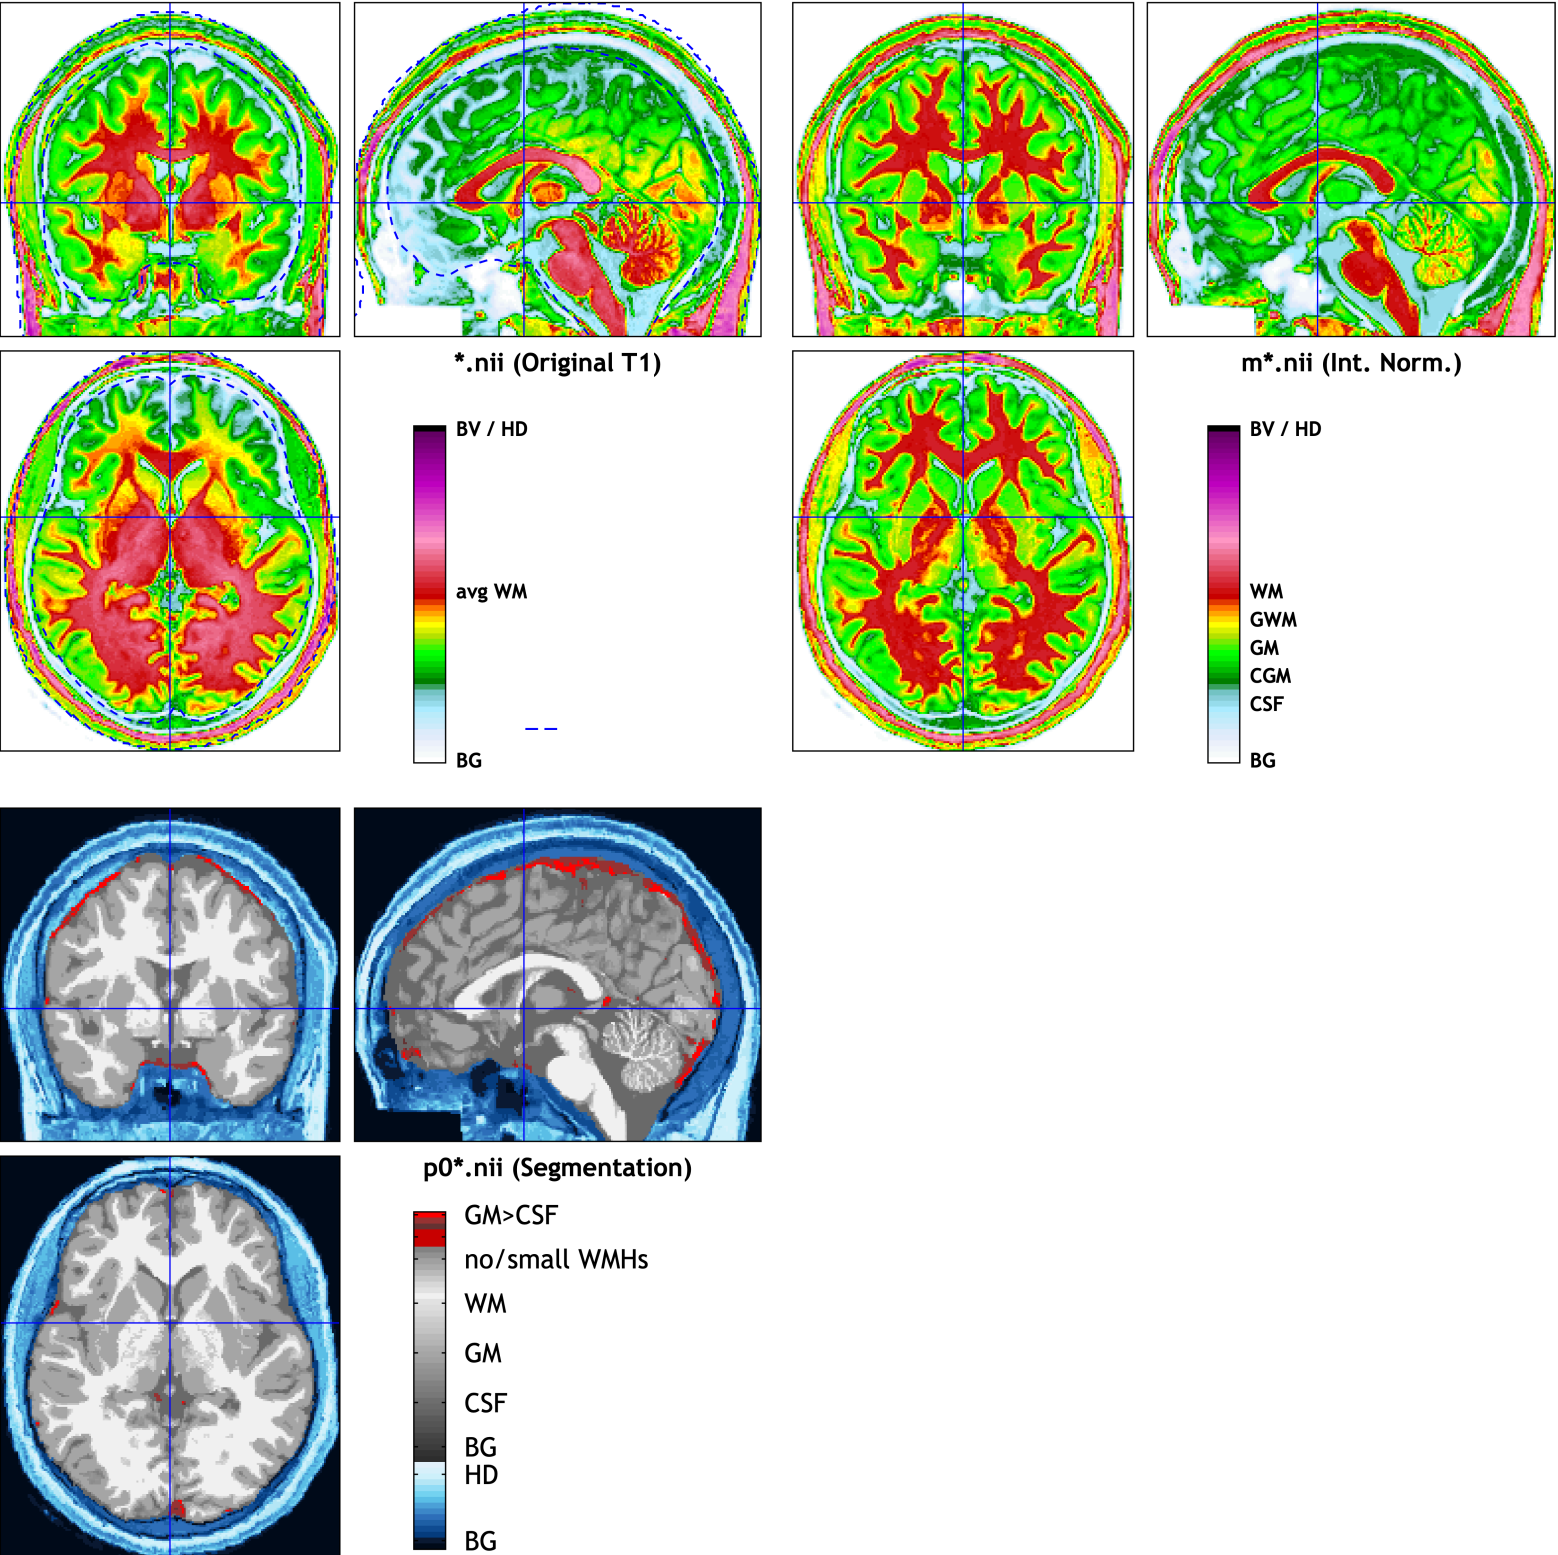 *.nii (Original T1)
BV / HD
avg WM
BG
m*.nii (Int. Norm.)
BV / HD
WM
GWM
GM
CGM
CSF
BG
p0*.nii (Segmentation)
GM>CSF
no/small WMHs
WM
GM
CSF
BG
HD
BG